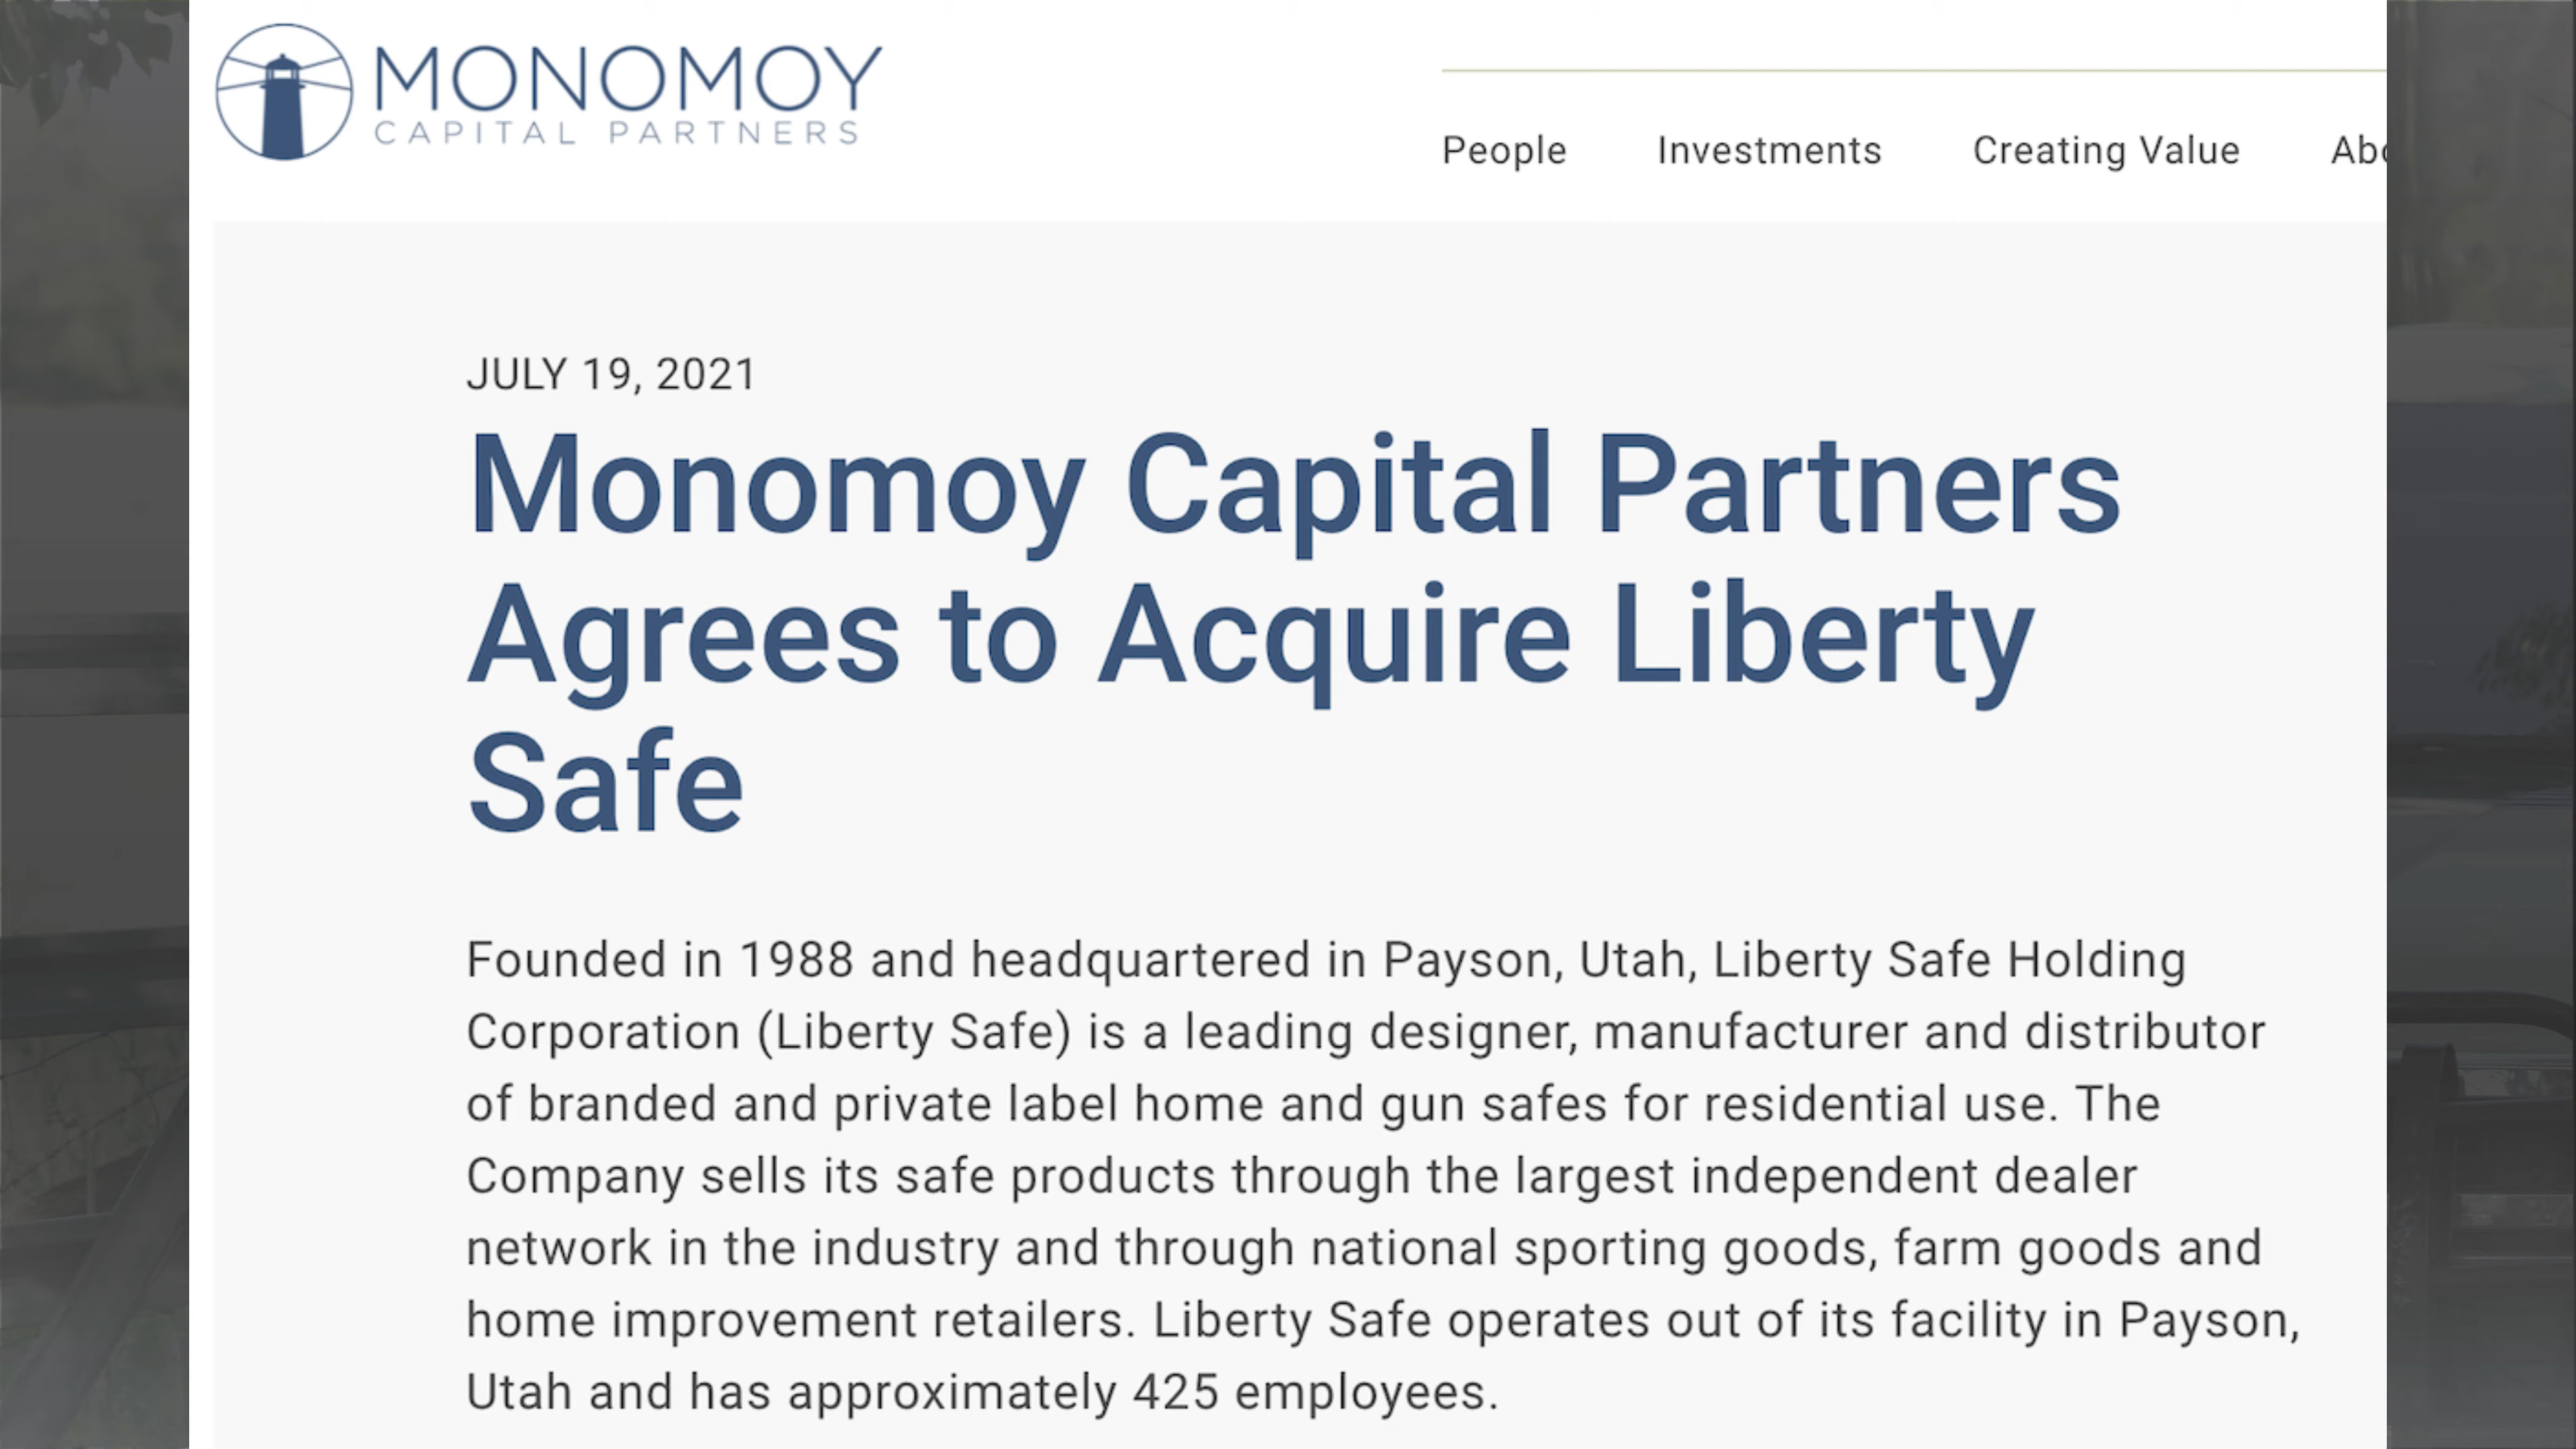 MONOMOY
CAPITAL PARTNERS
People Investments Creating Value
JULY 19, 2021
Monomoy Capital Partners
Agrees to Acquire Liberty
Safe
Founded in 1988 and headquartered in Payson, Utah, Liberty Safe Holding
Corporation (Liberty Safe) is a leading designer, manufacturer and distributor
of branded and private label home and gun safes for residential use. The
Company sells its safe products through the largest independent dealer
network in the industry and through national sporting goods, farm goods and
home improvement retailers. Liberty Safe operates out of its facility in Payson,
Utah and has approximately 425 employees.